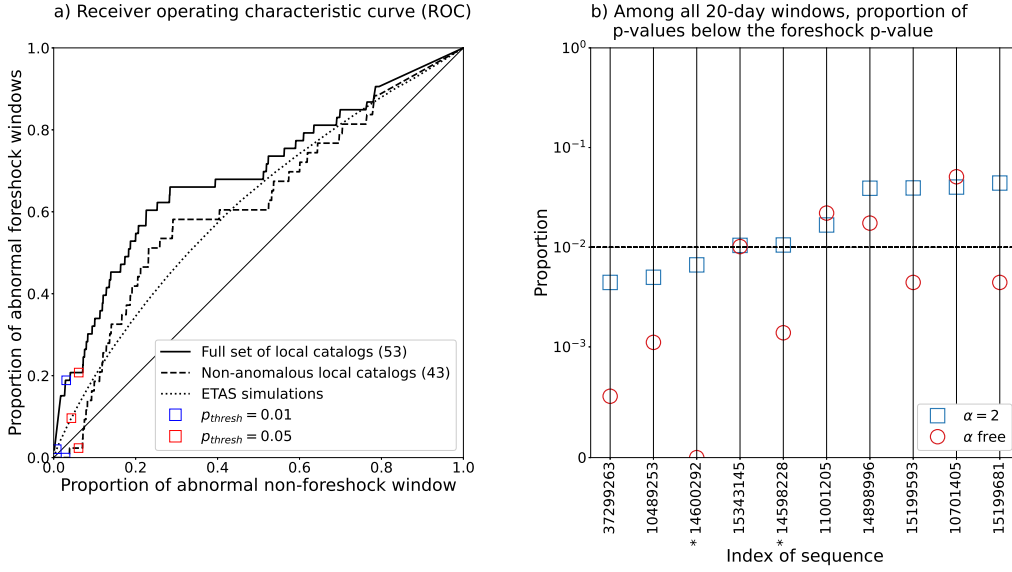 a) Receiver operating characteristic curve (ROC)
1.0
0.8
0.6
0.4
0.2
0.0
Proportion of abnormal foreshock windows
0.0 0.2 0.4 0.6 0.8 1.0
Proportion of abnormal non-foreshock window
Full set of local catalogs (53)
Non-anomalous local catalogs (43)
ETAS simulations
p_thresh = 0.01
p_thresh = 0.05
b) Among all 20-day windows, proportion of
p-values below the foreshock p-value
10^0
10^−1
10^−2
10^−3
0
Proportion
α = 2
α free
37299263
10489253
* 14600292
15343145
* 14598228
11001205
14898996
15199593
10701405
15199681
Index of sequence